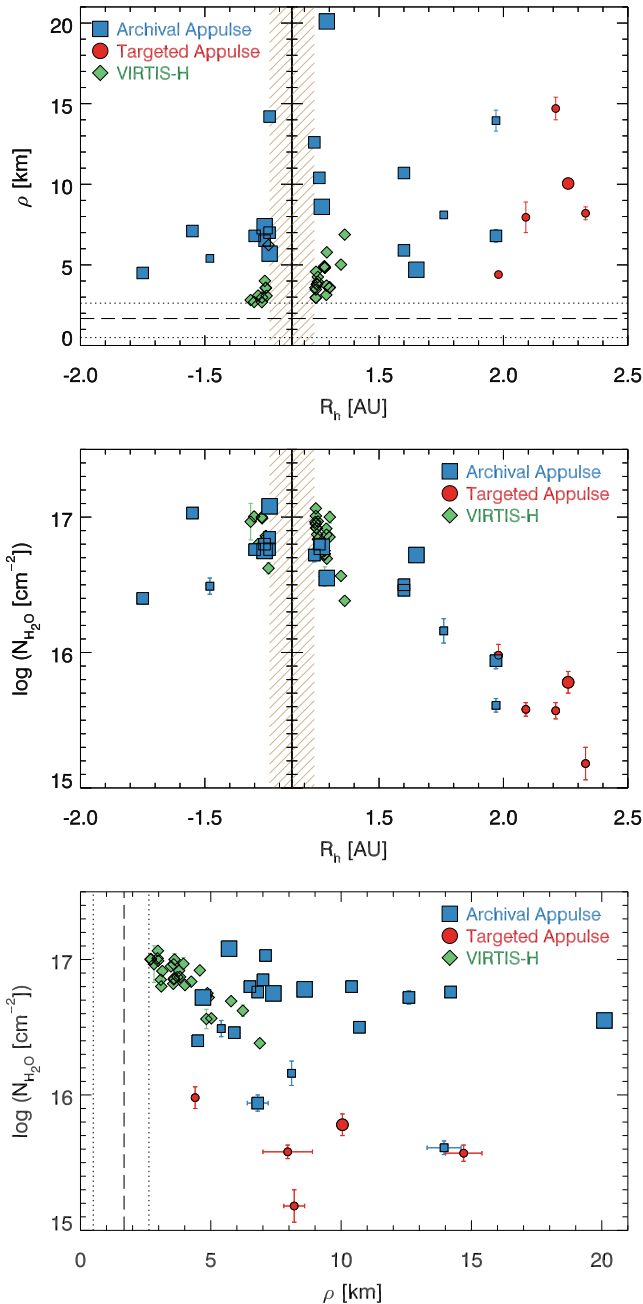 Archival Appulse
Targeted Appulse
VIRTIS-H
20
15
10
5
0
ρ [km]
-2.0 -1.5 1.5 2.0 2.5
R_h [AU]
Archival Appulse
Targeted Appulse
VIRTIS-H
17
16
15
log (N_H₂O [cm⁻²])
-2.0 -1.5 1.5 2.0 2.5
R_h [AU]
Archival Appulse
Targeted Appulse
VIRTIS-H
17
16
15
log (N_H₂O [cm⁻²])
0 5 10 15 20
ρ [km]